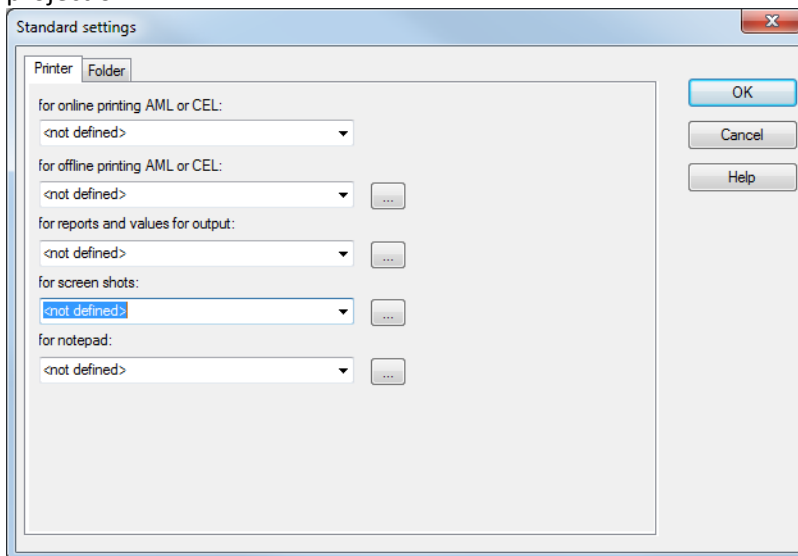 Standard settings
Printer Folder
for online printing AML or CEL:
<not defined>
for offline printing AML or CEL:
<not defined>
...
for reports and values for output:
<not defined>
...
for screen shots:
<not defined>
...
for notepad:
<not defined>
...
OK
Cancel
Help